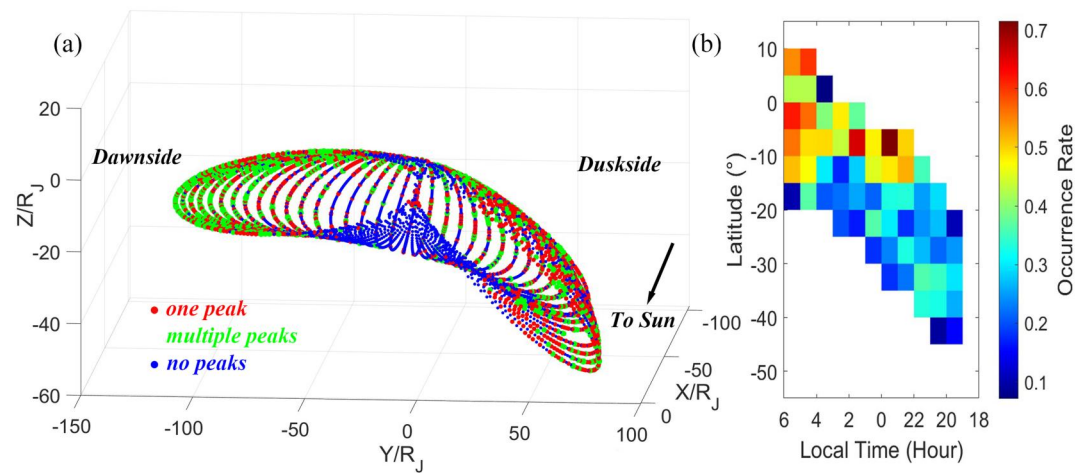 (a)
20
0
-20
-40
-60
Z/R_J
Dawnside
Duskside
To Sun
one peak
multiple peaks
no peaks
-150
-100
-50
0
50
100
Y/R_J
-100
-50
0
X/R_J
(b)
10
0
-10
-20
-30
-40
-50
Latitude (°)
6 4 2 0 22 20 18
Local Time (Hour)
0.7
0.6
0.5
0.4
0.3
0.2
0.1
Occurrence Rate